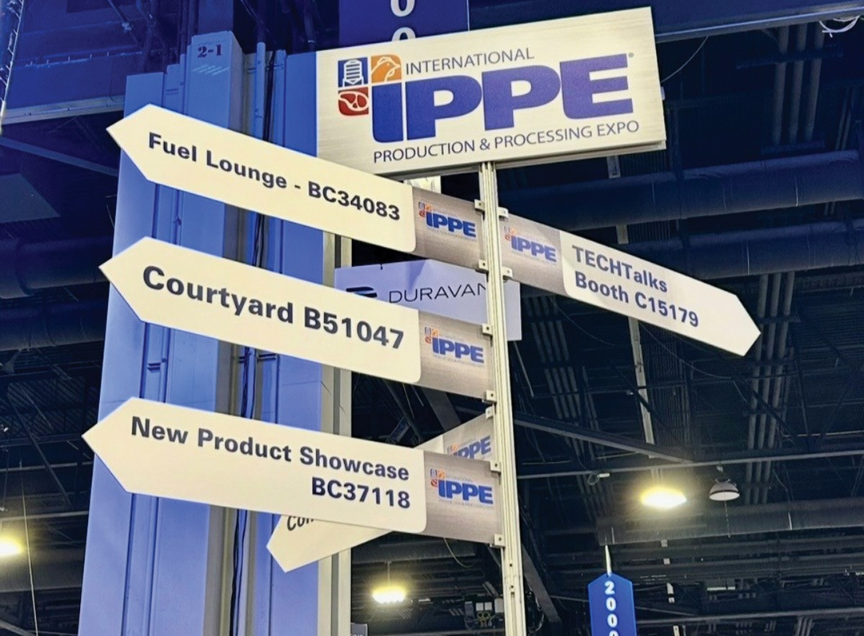 00
2-1
INTERNATIONAL
IPPE
PRODUCTION & PROCESSING EXPO
Fuel Lounge - BC34083
IPPE
IPPE
TECHTalks
Booth C15179
DURAVAN
Courtyard B51047
IPPE
New Product Showcase
BC37118
IPPE
IPPE
2000